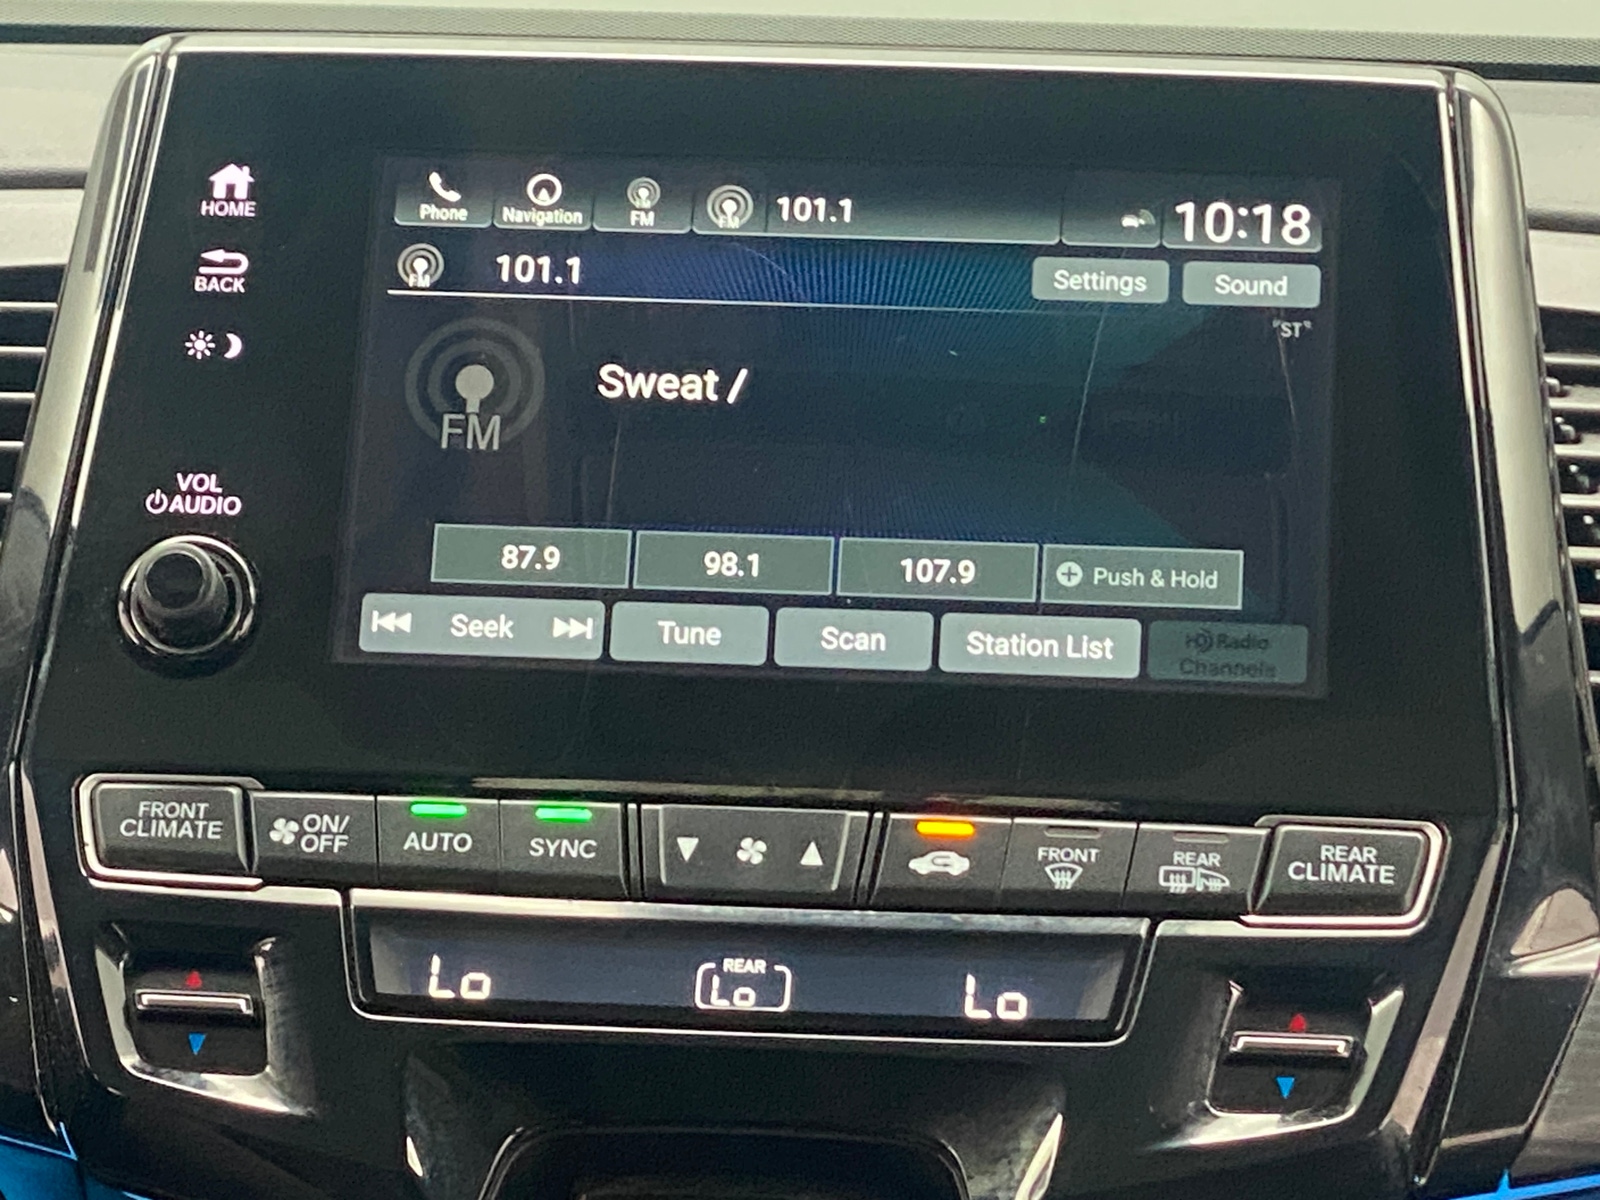 HOME
BACK
VOL
AUDIO
Phone
Navigation
FM
FM
101.1
10:18
FM
101.1
Settings
Sound
"ST"
FM
Sweat /
87.9
98.1
107.9
Push & Hold
Seek
Tune
Scan
Station List
HD Radio
Channels
FRONT
CLIMATE
ON/
OFF
AUTO
SYNC
FRONT
REAR
REAR
CLIMATE
Lo
REAR
Lo
Lo